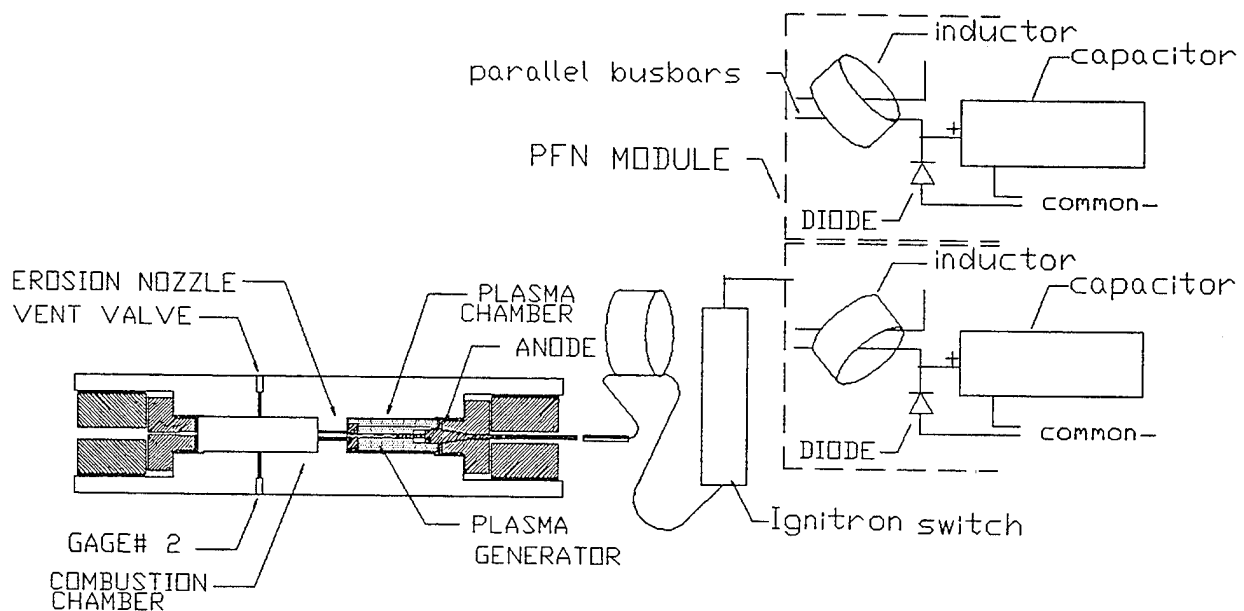 inductor
capacitor
parallel busbars
+
PFN MODULE
DIODE
common-
inductor
capacitor
+
DIODE
common-
EROSION NOZZLE
VENT VALVE
PLASMA
CHAMBER
ANODE
GAGE# 2
COMBUSTION
CHAMBER
PLASMA
GENERATOR
Ignitron switch